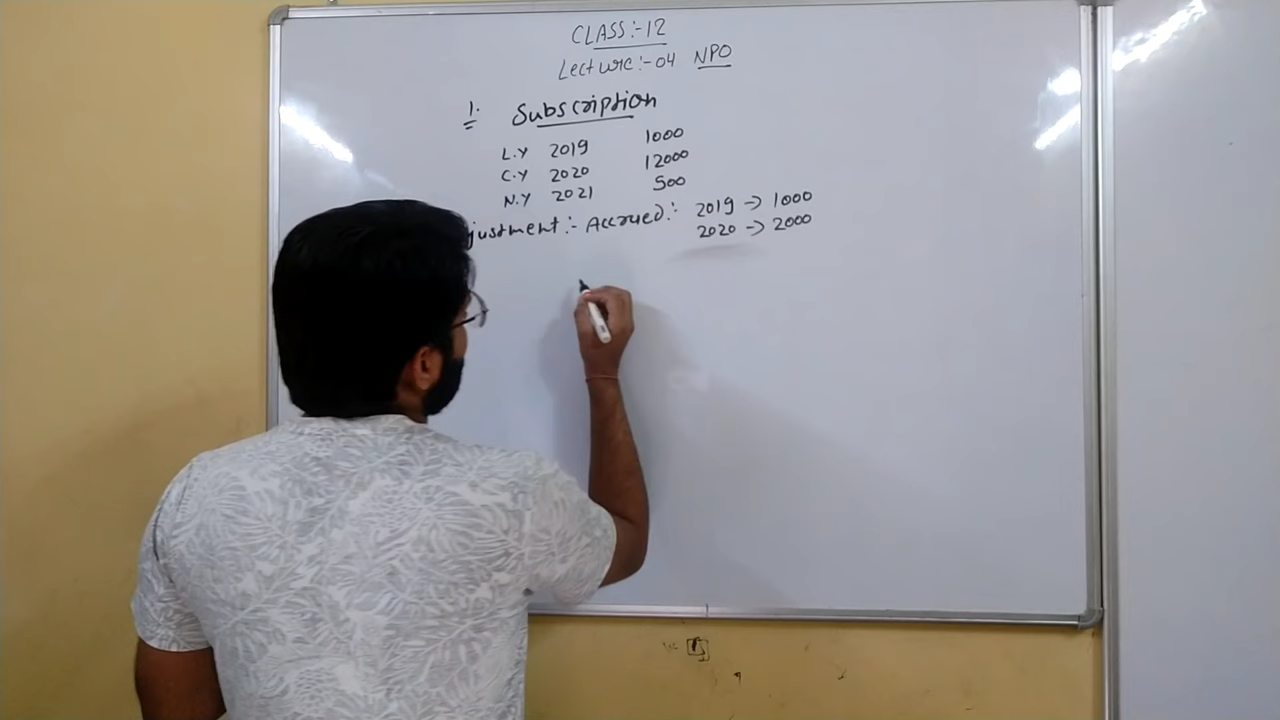 CLASS:-12
Lecture:-04 NPO
1. Subscription
L.Y 2019 1000
C.Y 2020 12000
N.Y 2021 500
justment:- Accrued:- 2019 -> 1000
2020 -> 2000